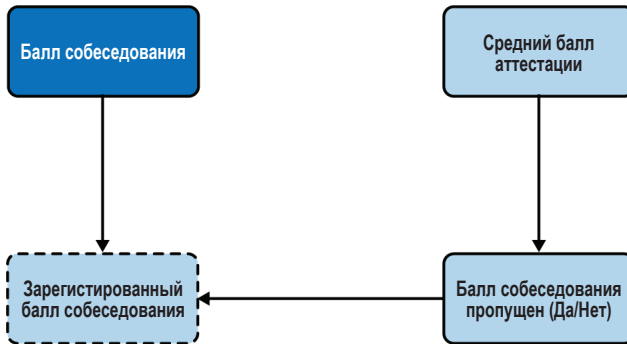 Балл собеседования
Средний балл
аттестации
Зарегистированный
балл собеседования
Балл собеседования
пропущен (Да/Нет)